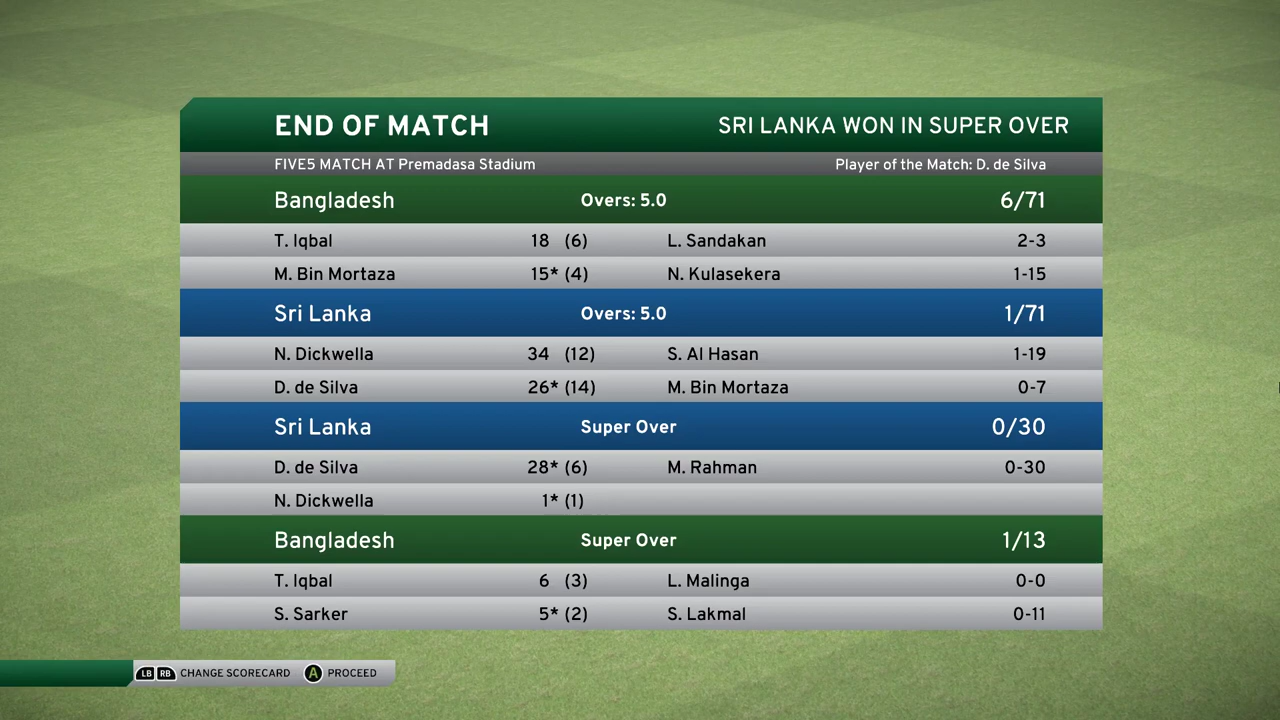 END OF MATCH SRI LANKA WON IN SUPER OVER
FIVE5 MATCH AT Premadasa Stadium Player of the Match: D. de Silva
Bangladesh Overs: 5.0 6/71
T. Iqbal 18 (6) L. Sandakan 2-3
M. Bin Mortaza 15* (4) N. Kulasekera 1-15
Sri Lanka Overs: 5.0 1/71
N. Dickwella 34 (12) S. Al Hasan 1-19
D. de Silva 26* (14) M. Bin Mortaza 0-7
Sri Lanka Super Over 0/30
D. de Silva 28* (6) M. Rahman 0-30
N. Dickwella 1* (1)
Bangladesh Super Over 1/13
T. Iqbal 6 (3) L. Malinga 0-0
S. Sarker 5* (2) S. Lakmal 0-11
LB RB CHANGE SCORECARD A PROCEED